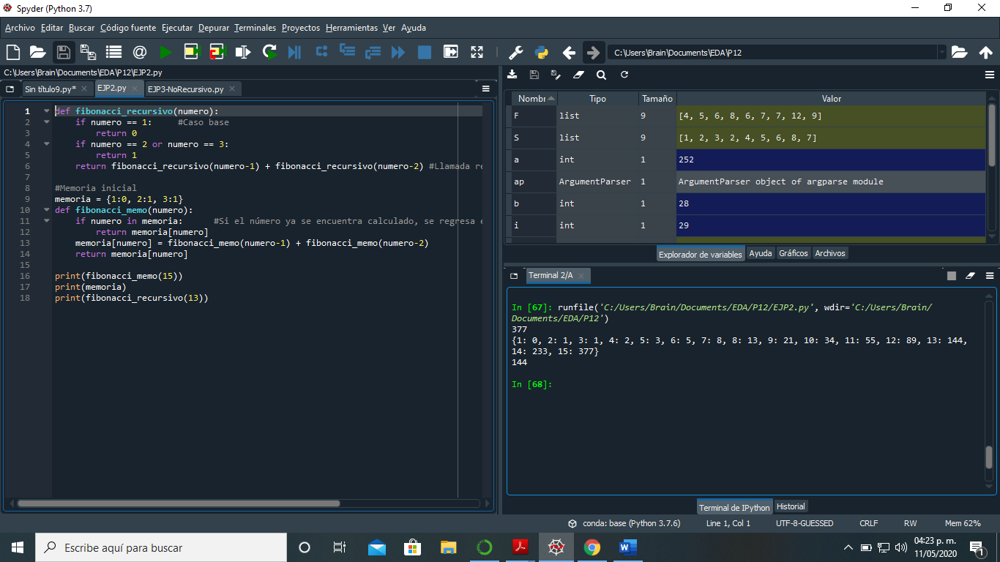 Spyder (Python 3.7)
Archivo Editar Buscar Código fuente Ejecutar Depurar Terminales Proyectos Herramientas Ver Ayuda
C:\Users\Brain\Documents\EDA\P12
C:\Users\Brain\Documents\EDA\P12\EJP2.py
Sin título9.py* EJP2.py EJP3-NoRecursivo.py
1 def fibonacci_recursivo(numero):
2 if numero == 1: #Caso base
3 return 0
4 if numero == 2 or numero == 3:
5 return 1
6 return fibonacci_recursivo(numero-1) + fibonacci_recursivo(numero-2) #Llamada re
7
8 #Memoria inicial
9 memoria = {1:0, 2:1, 3:1}
10 def fibonacci_memo(numero):
11 if numero in memoria: #Si el número ya se encuentra calculado, se regresa e
12 return memoria[numero]
13 memoria[numero] = fibonacci_memo(numero-1) + fibonacci_memo(numero-2)
14 return memoria[numero]
15
16 print(fibonacci_memo(15))
17 print(memoria)
18 print(fibonacci_recursivo(13))
Nombr Tipo Tamaño Valor
F list 9 [4, 5, 6, 8, 6, 7, 7, 12, 9]
S list 9 [1, 2, 3, 2, 4, 5, 6, 8, 7]
a int 1 252
ap ArgumentParser 1 ArgumentParser object of argparse module
b int 1 28
i int 1 29
Explorador de variables Ayuda Gráficos Archivos
Terminal 2/A
In [67]: runfile('C:/Users/Brain/Documents/EDA/P12/EJP2.py', wdir='C:/Users/Brain/
Documents/EDA/P12')
377
{1: 0, 2: 1, 3: 1, 4: 2, 5: 3, 6: 5, 7: 8, 8: 13, 9: 21, 10: 34, 11: 55, 12: 89, 13: 144,
14: 233, 15: 377}
144
In [68]:
Terminal de IPython Historial
conda: base (Python 3.7.6) Line 1, Col 1 UTF-8-GUESSED CRLF RW Mem 62%
Escribe aquí para buscar
04:23 p. m.
11/05/2020
1